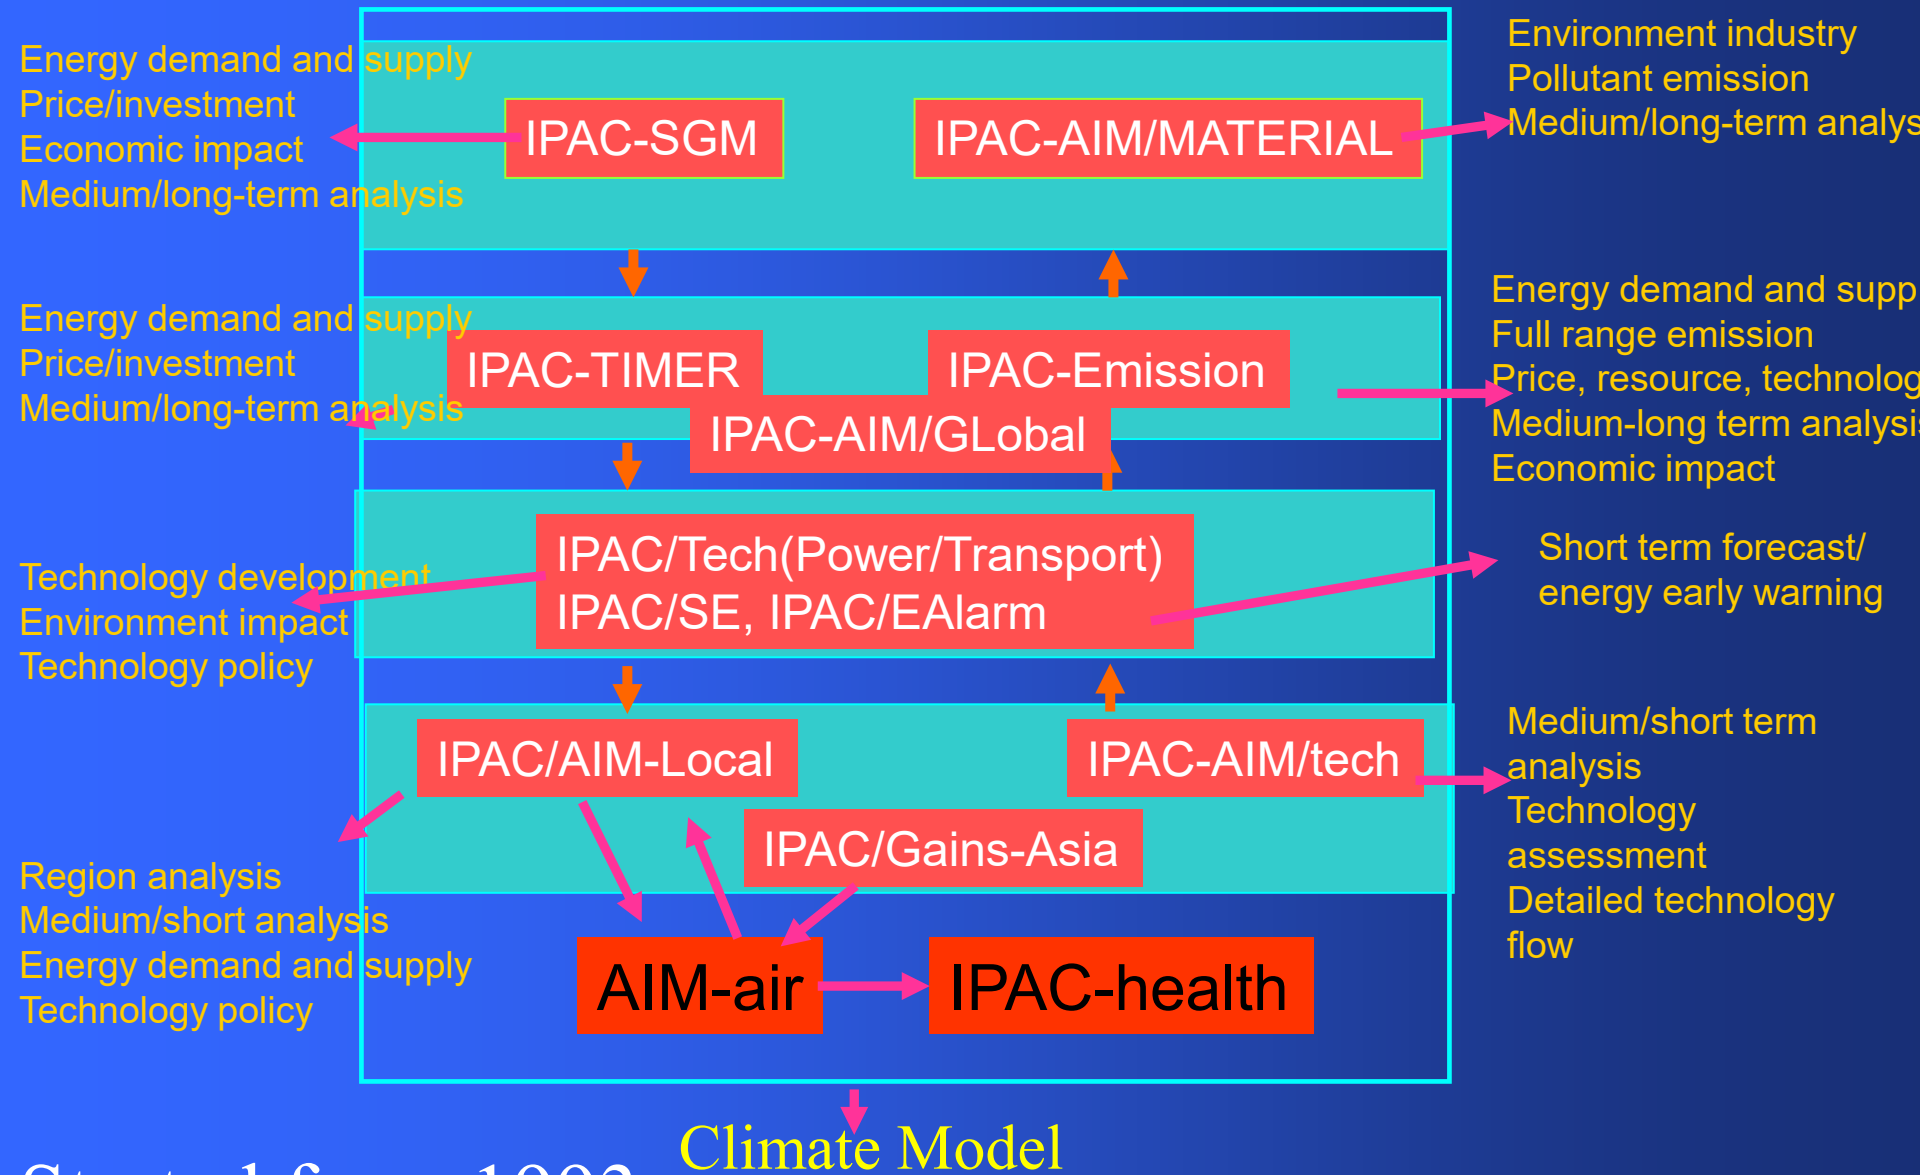 Energy demand and supply
Price/investment
Economic impact
Medium/long-term analysis
IPAC-SGM
IPAC-AIM/MATERIAL
Environment industry
Pollutant emission
Medium/long-term analys
Energy demand and supply
Price/investment
Medium/long-term analysis
IPAC-TIMER
IPAC-Emission
IPAC-AIM/GLobal
Energy demand and supp
Full range emission
Price, resource, technolog
Medium-long term analysis
Economic impact
Technology development
Environment impact
Technology policy
IPAC/Tech(Power/Transport)
IPAC/SE, IPAC/EAlarm
Short term forecast/
energy early warning
IPAC/AIM-Local
IPAC-AIM/tech
IPAC/Gains-Asia
Medium/short term
analysis
Technology
assessment
Detailed technology
flow
Region analysis
Medium/short analysis
Energy demand and supply
Technology policy
AIM-air
IPAC-health
Climate Model